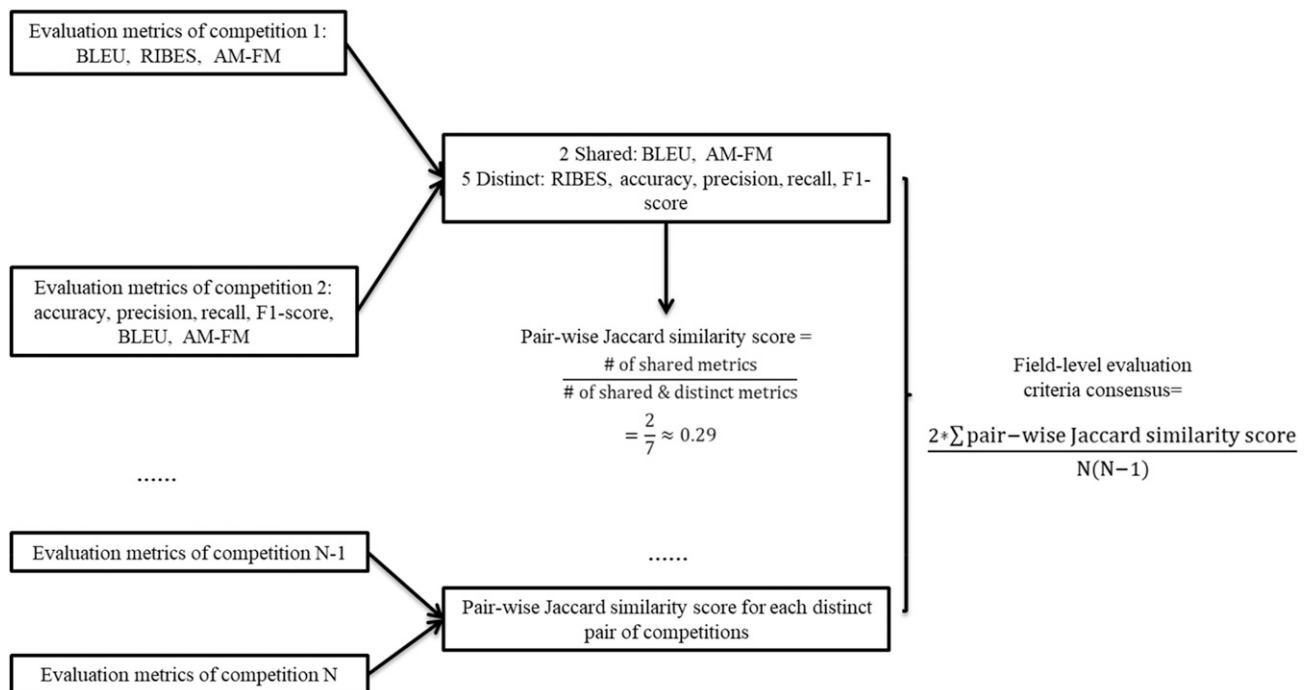 Evaluation metrics of competition 1:
BLEU, RIBES, AM-FM
2 Shared: BLEU, AM-FM
5 Distinct: RIBES, accuracy, precision, recall, F1-
score
Evaluation metrics of competition 2:
accuracy, precision, recall, F1-score,
BLEU, AM-FM
Pair-wise Jaccard similarity score =
# of shared metrics
# of shared & distinct metrics
= 2/7 ≈ 0.29
Field-level evaluation
criteria consensus=
2*∑pair−wise Jaccard similarity score
N(N−1)
......
Evaluation metrics of competition N-1
......
Pair-wise Jaccard similarity score for each distinct
pair of competitions
Evaluation metrics of competition N